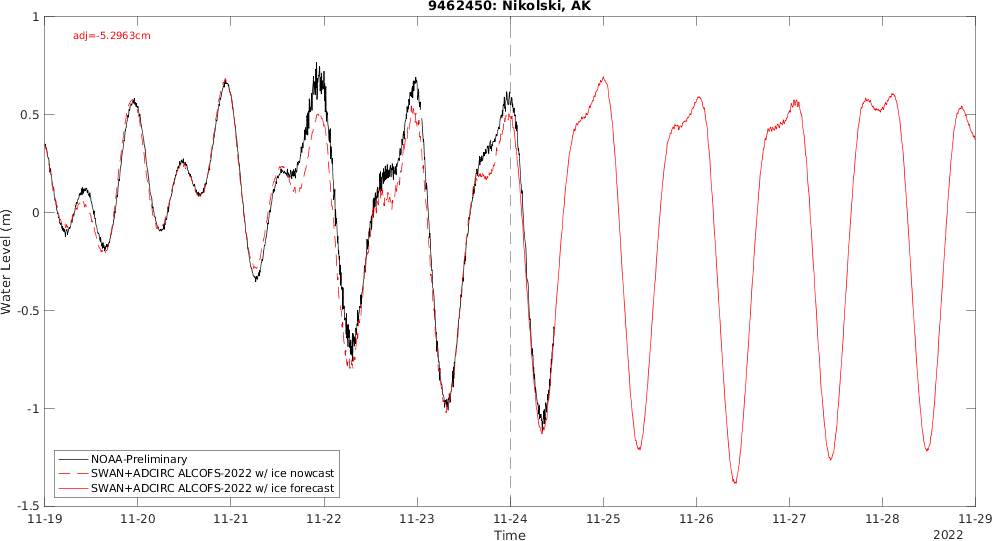 9462450: Nikolski, AK
adj=-5.2963cm
1
0.5
0
-0.5
-1
-1.5
Water Level (m)
NOAA-Preliminary
SWAN+ADCIRC ALCOFS-2022 w/ ice nowcast
SWAN+ADCIRC ALCOFS-2022 w/ ice forecast
11-19 11-20 11-21 11-22 11-23 11-24 11-25 11-26 11-27 11-28 11-29
Time
2022